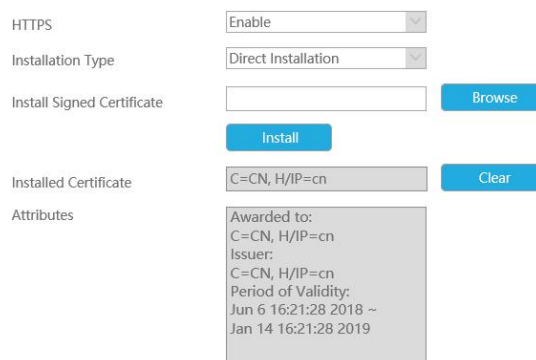 HTTPS Enable
Installation Type Direct Installation
Install Signed Certificate Browse
Install
Installed Certificate C=CN, H/IP=cn Clear
Attributes Awarded to:
C=CN, H/IP=cn
Issuer:
C=CN, H/IP=cn
Period of Validity:
Jun 6 16:21:28 2018 ~
Jan 14 16:21:28 2019